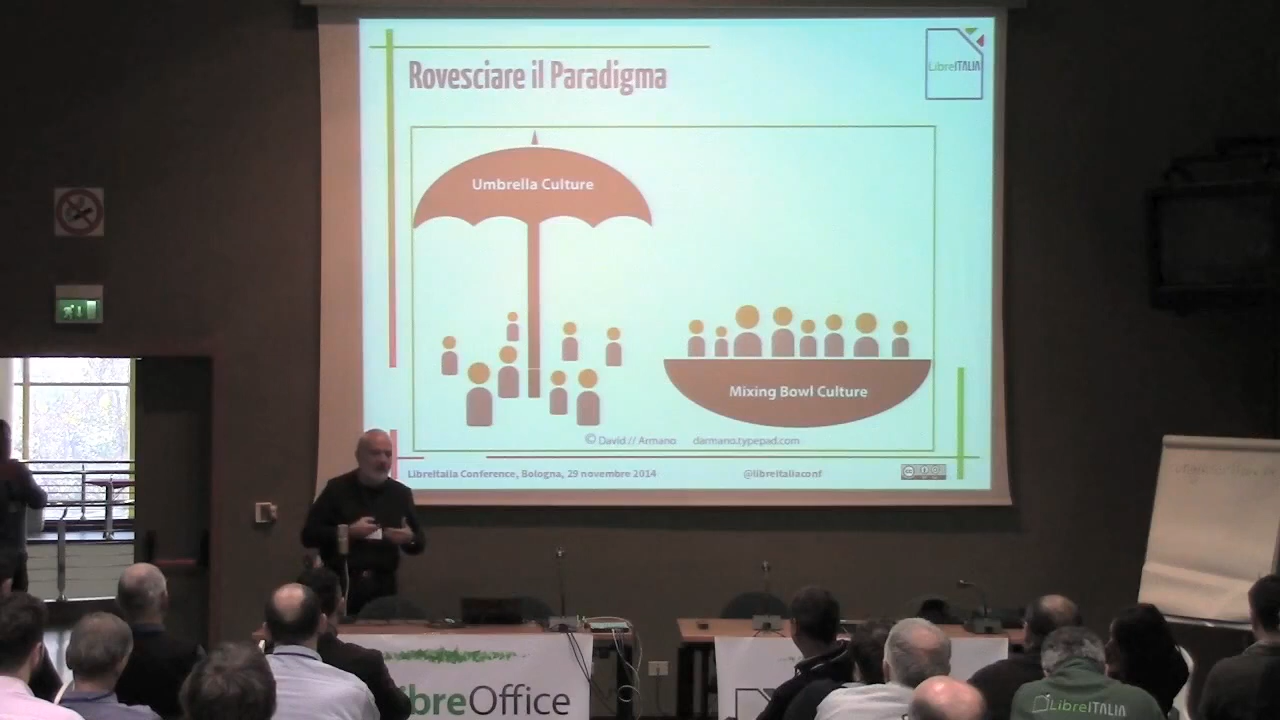 Rovesciare il Paradigma
LibreITALIA
Umbrella Culture
Mixing Bowl Culture
© David // Armano darmano.typepad.com
LibreItalia Conference, Bologna, 29 novembre 2014 @libreitaliaconf
LibreOffice
LibreITALIA